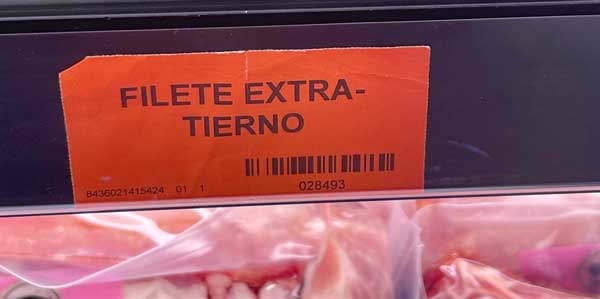 FILETE EXTRA-
TIERNO
8436021415424 01 1
028493